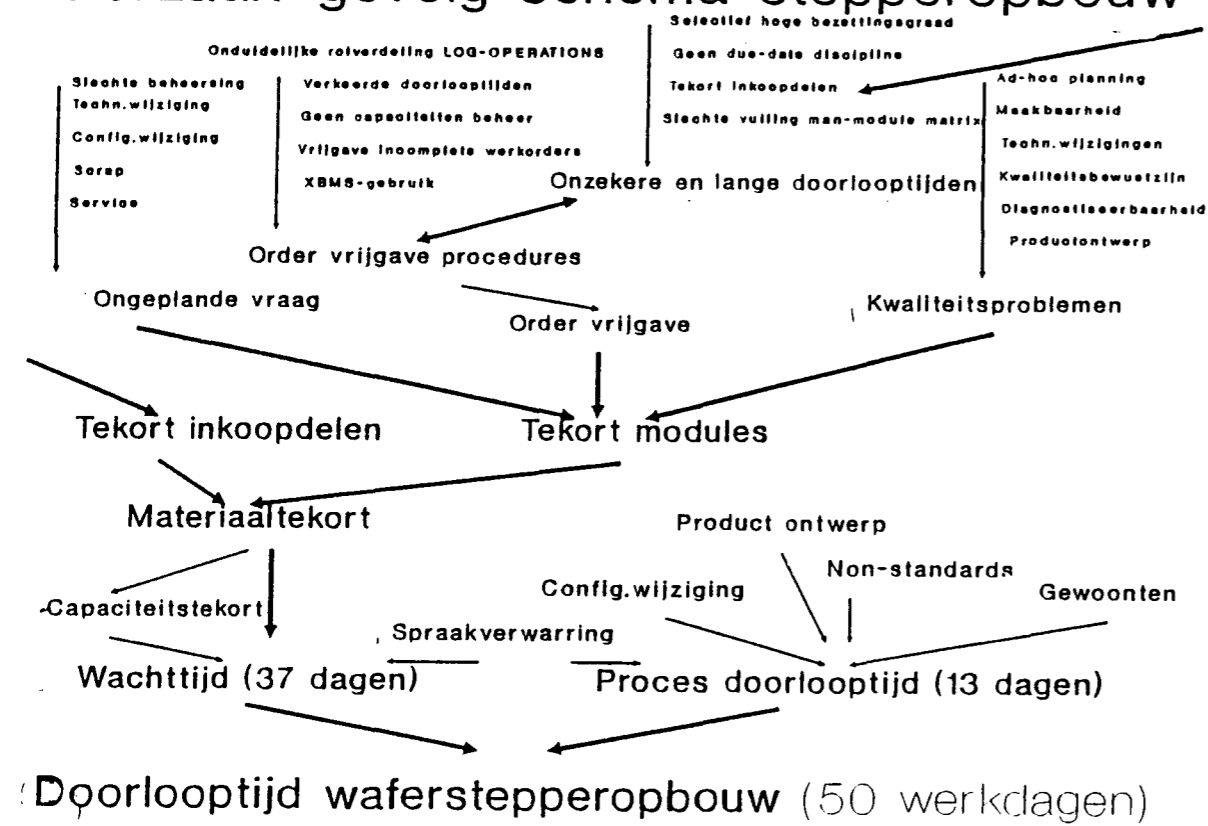 gevolg schema stepperopbouw
Selectief hoge bezettingsgraad
Onduidelijke rolverdeling LOG-OPERATIONS
Geen due-date discipline
Slechte beheersing
Verkeerde doorlooptijden
Tekort inkoopdelen
Ad-hoc planning
Techn.wijziging
Geen capaciteiten beheer
Slechte vulling man-module matrix
Maakbaarheid
Config.wijziging
Vrijgave incomplete werkorders
Techn.wijzigingen
Scrap
XBMS-gebruik
Onzekere en lange doorlooptijden
Kwaliteitsbewustzijn
Service
Diagnostiseerbaarheid
Productontwerp
Order vrijgave procedures
Ongeplande vraag
Order vrijgave
Kwaliteitsproblemen
Tekort inkoopdelen
Tekort modules
Materiaaltekort
Product ontwerp
Non-standards
Config.wijziging
Gewoonten
Capaciteitstekort
Spraakverwarring
Wachttijd (37 dagen)
Proces doorlooptijd (13 dagen)
Doorlooptijd waferstepperopbouw (50 werkdagen)